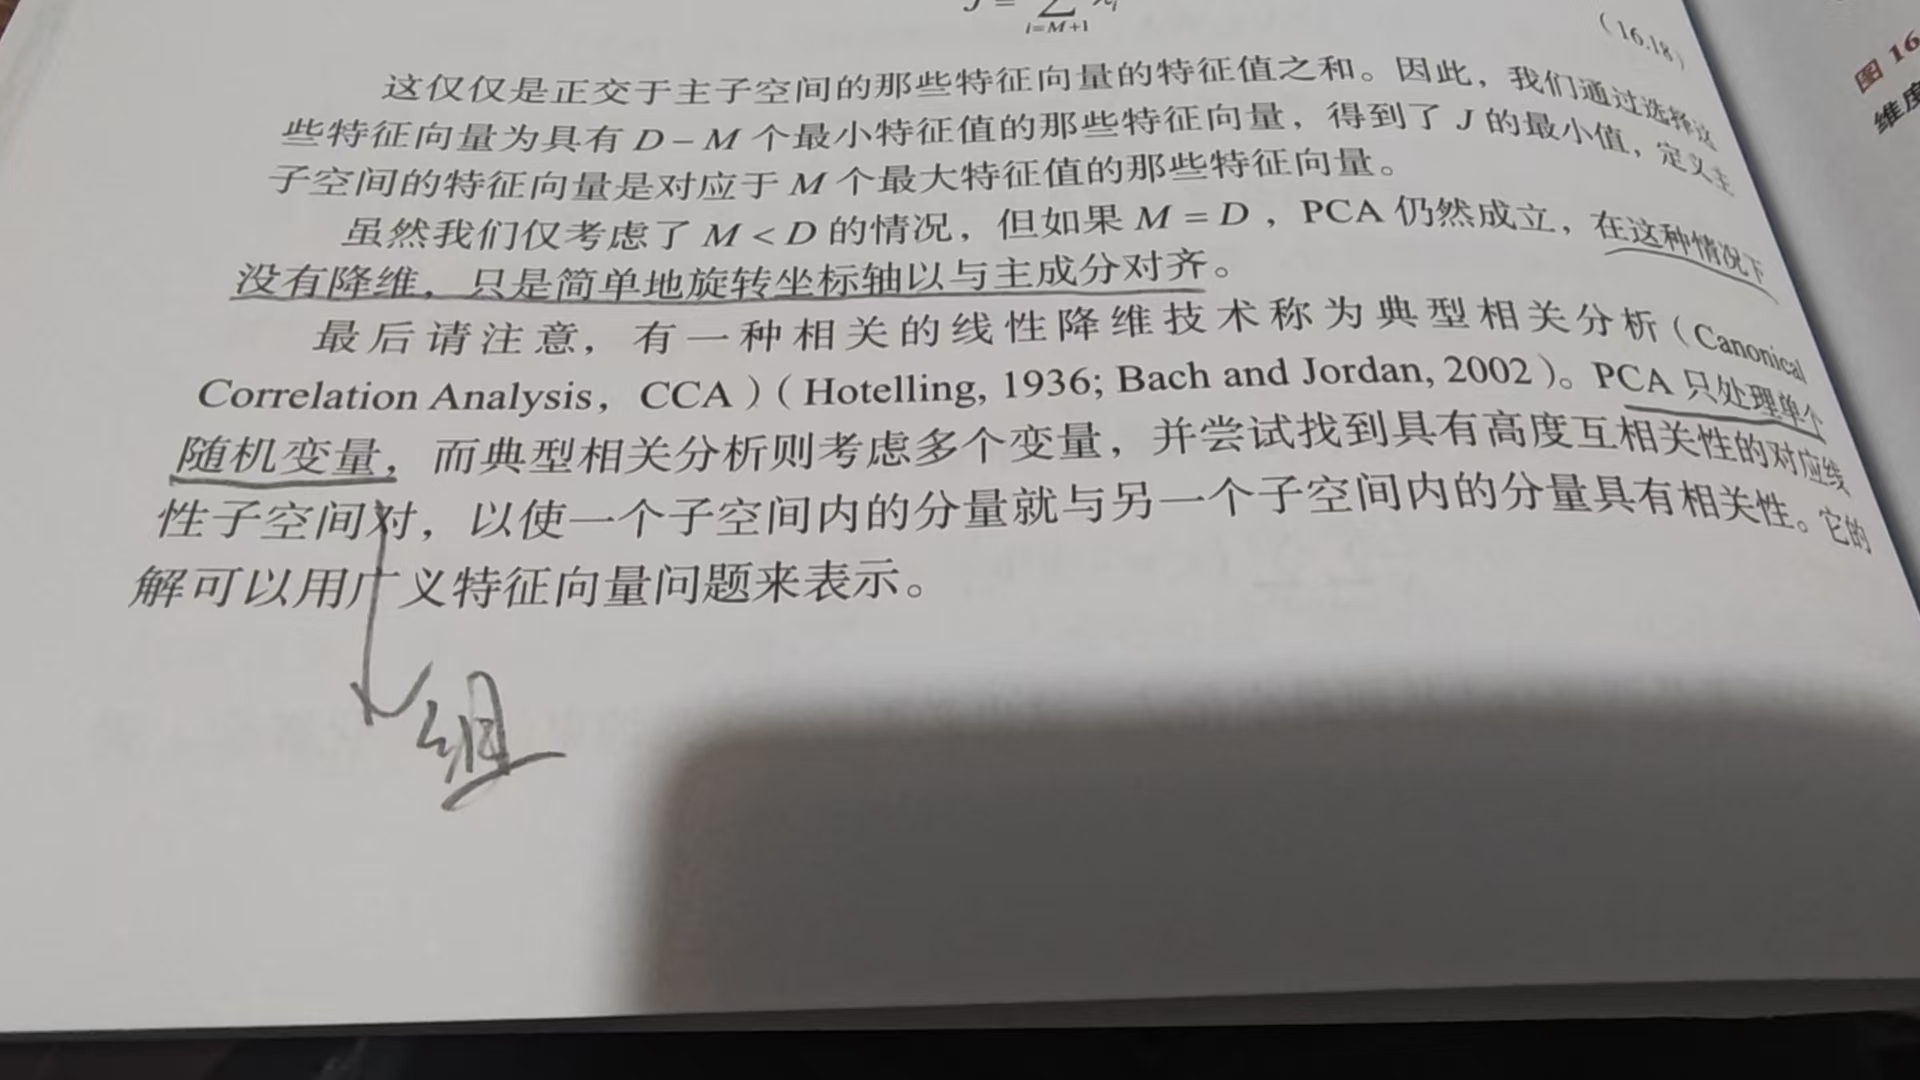 J = ∑ λi
i=M+1
(16.18)
这仅仅是正交于主子空间的那些特征向量的特征值之和。因此，我们通过选择这
些特征向量为具有 D－M 个最小特征值的那些特征向量，得到了 J 的最小值，定义主
子空间的特征向量是对应于 M 个最大特征值的那些特征向量。
虽然我们仅考虑了 M < D 的情况，但如果 M = D，PCA 仍然成立，在这种情况下
没有降维，只是简单地旋转坐标轴以与主成分对齐。
最后请注意，有一种相关的线性降维技术称为典型相关分析（Canonical
Correlation Analysis，CCA）（Hotelling, 1936; Bach and Jordan, 2002）。PCA 只处理单个
随机变量，而典型相关分析则考虑多个变量，并尝试找到具有高度互相关性的对应线
性子空间对，以使一个子空间内的分量就与另一个子空间内的分量具有相关性。它的
解可以用广义特征向量问题来表示。
组
图 16
维度